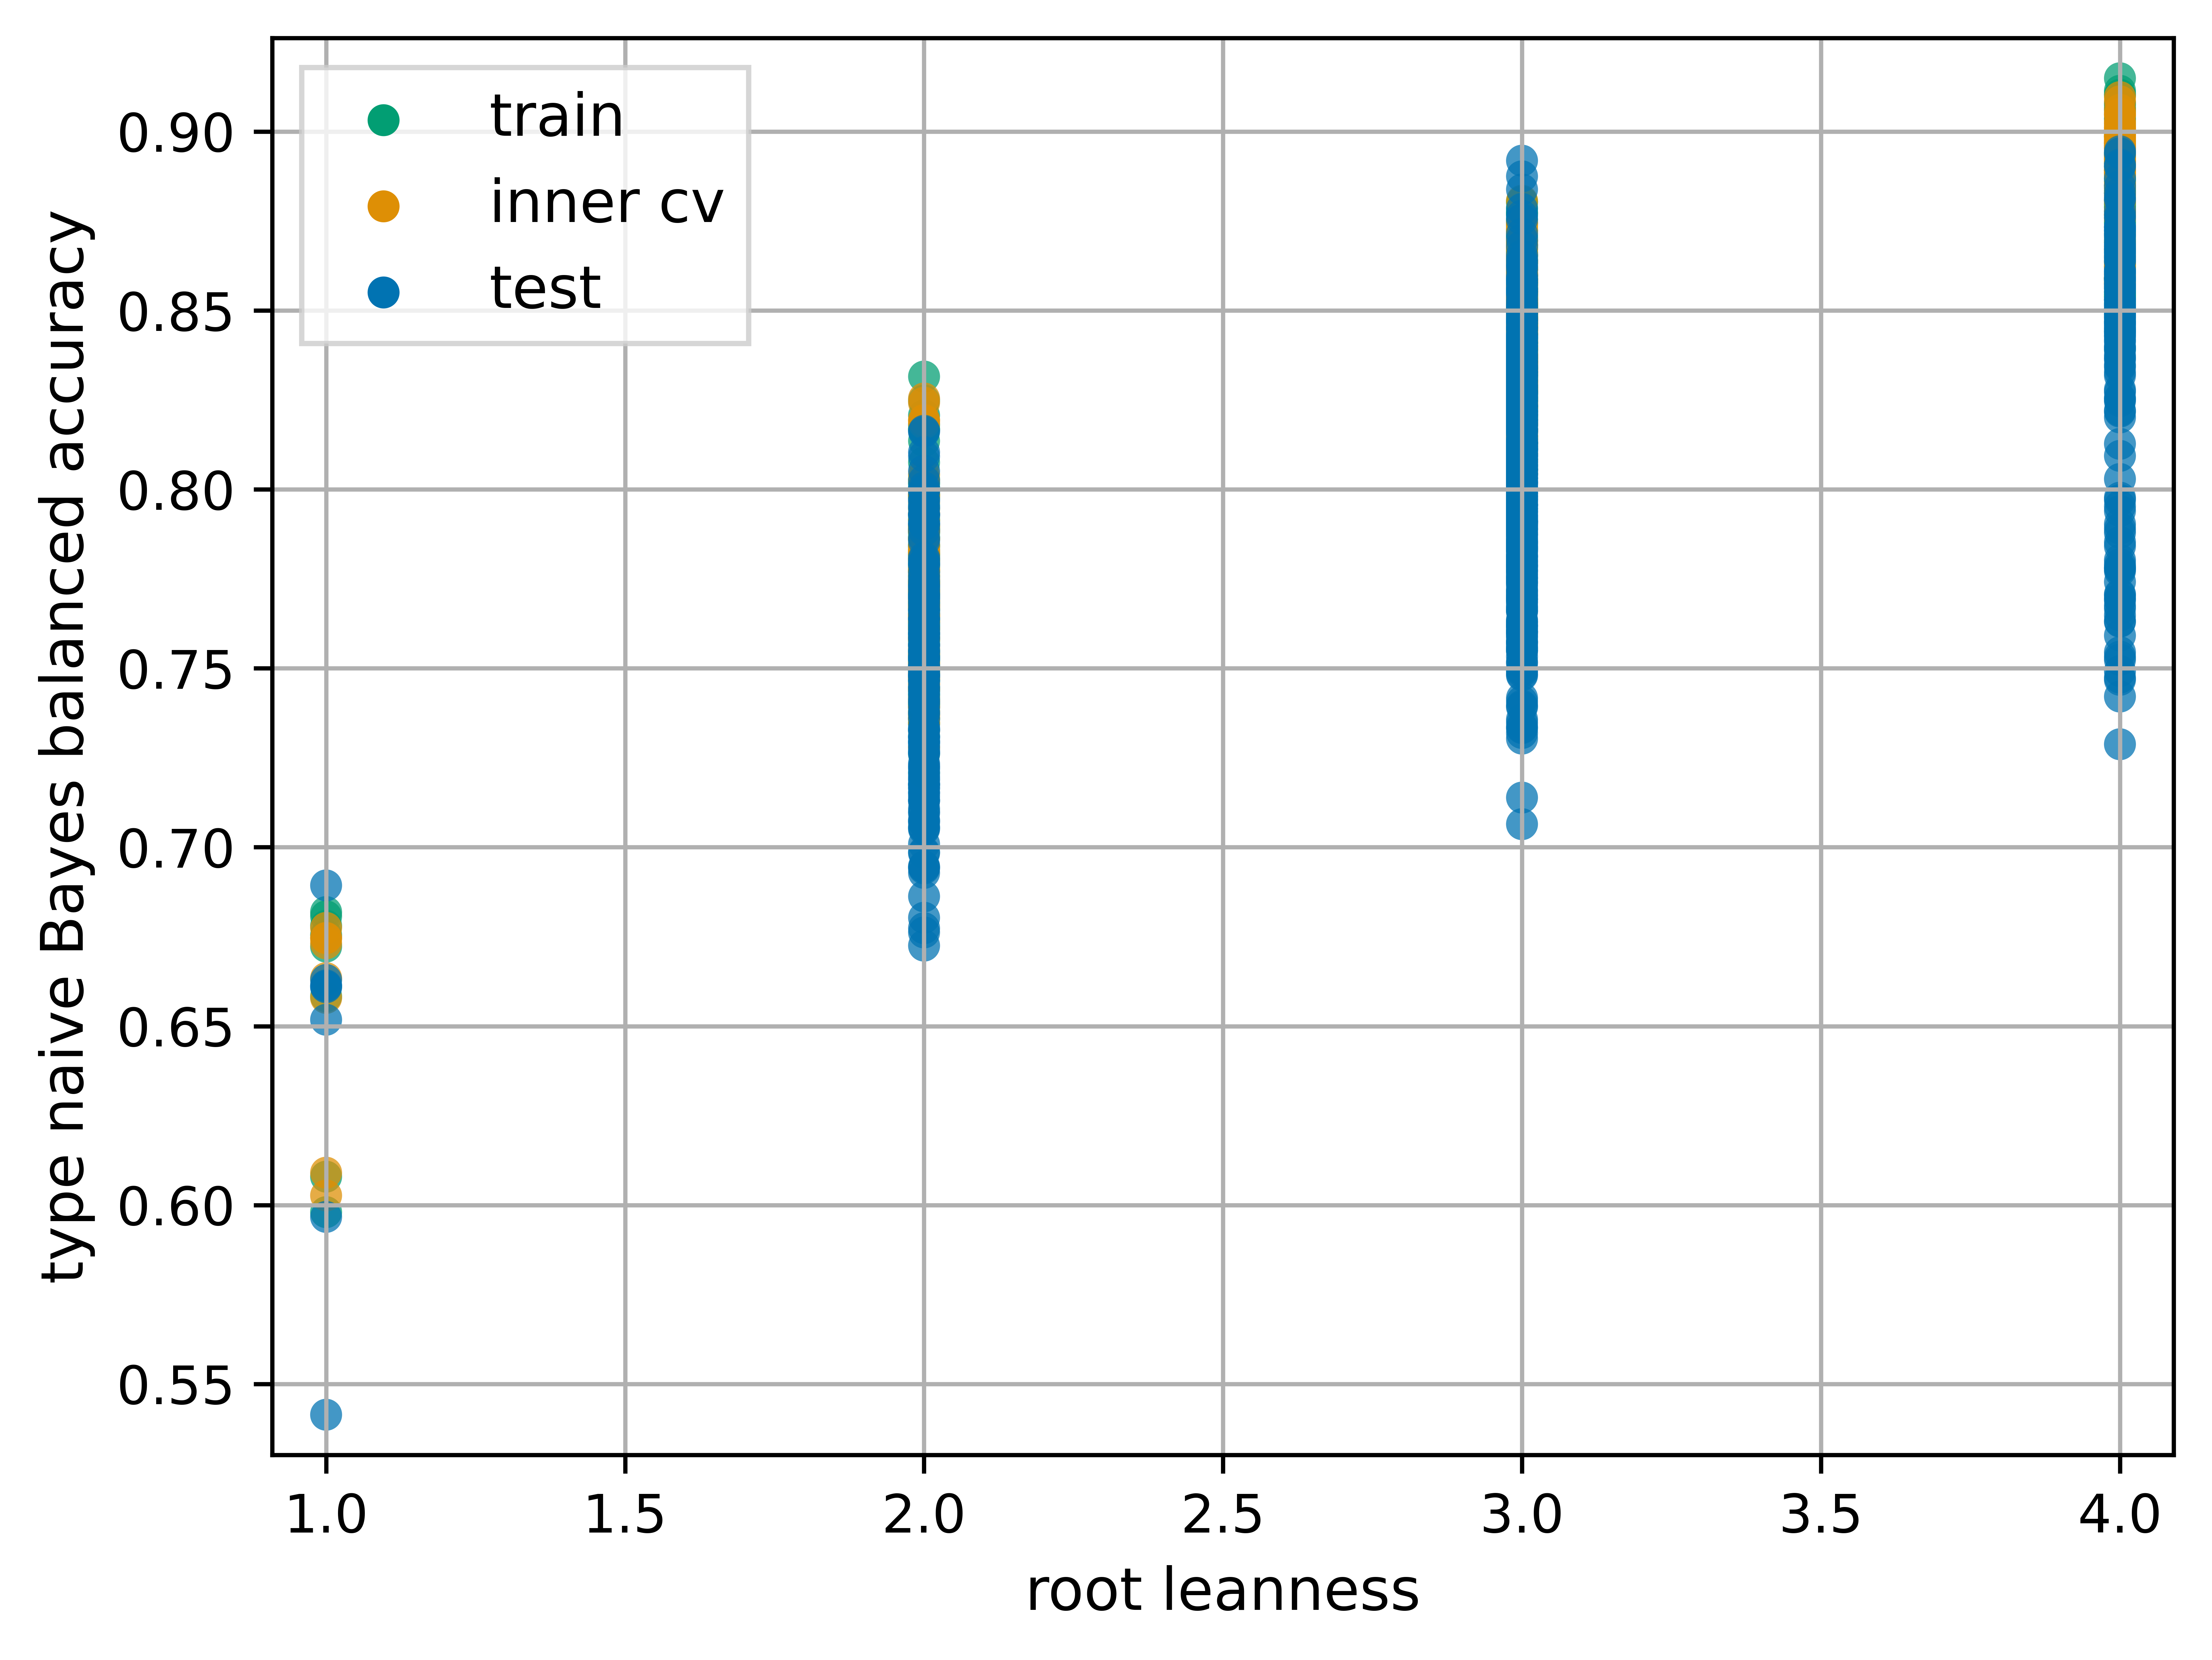 train
inner cv
test
type naive Bayes balanced accuracy
0.90
0.85
0.80
0.75
0.70
0.65
0.60
0.55
1.0 1.5 2.0 2.5 3.0 3.5 4.0
root leanness